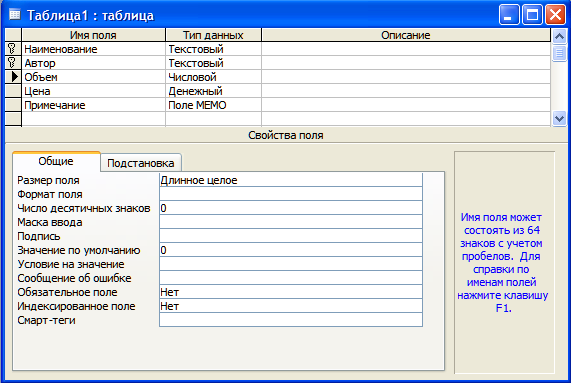 Таблица1 : таблица
Имя поля Тип данных Описание
Наименование Текстовый
Автор Текстовый
Объем Числовой
Цена Денежный
Примечание Поле MEMO
Свойства поля
Общие Подстановка
Размер поля Длинное целое
Формат поля
Число десятичных знаков 0
Маска ввода
Подпись
Значение по умолчанию 0
Условие на значение
Сообщение об ошибке
Обязательное поле Нет
Индексированное поле Нет
Смарт-теги
Имя поля может
состоять из 64
знаков с учетом
пробелов. Для
справки по
именам полей
нажмите клавишу
F1.